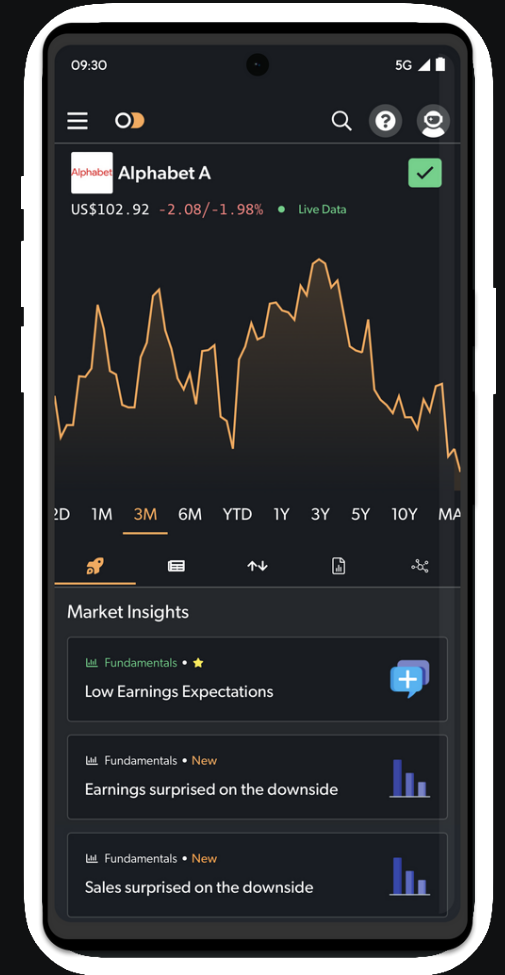 09:30 5G
Alphabet Alphabet A
US$102.92 -2.08/-1.98% • Live Data
2D 1M 3M 6M YTD 1Y 3Y 5Y 10Y MA
Market Insights
Fundamentals •
Low Earnings Expectations
Fundamentals • New
Earnings surprised on the downside
Fundamentals • New
Sales surprised on the downside